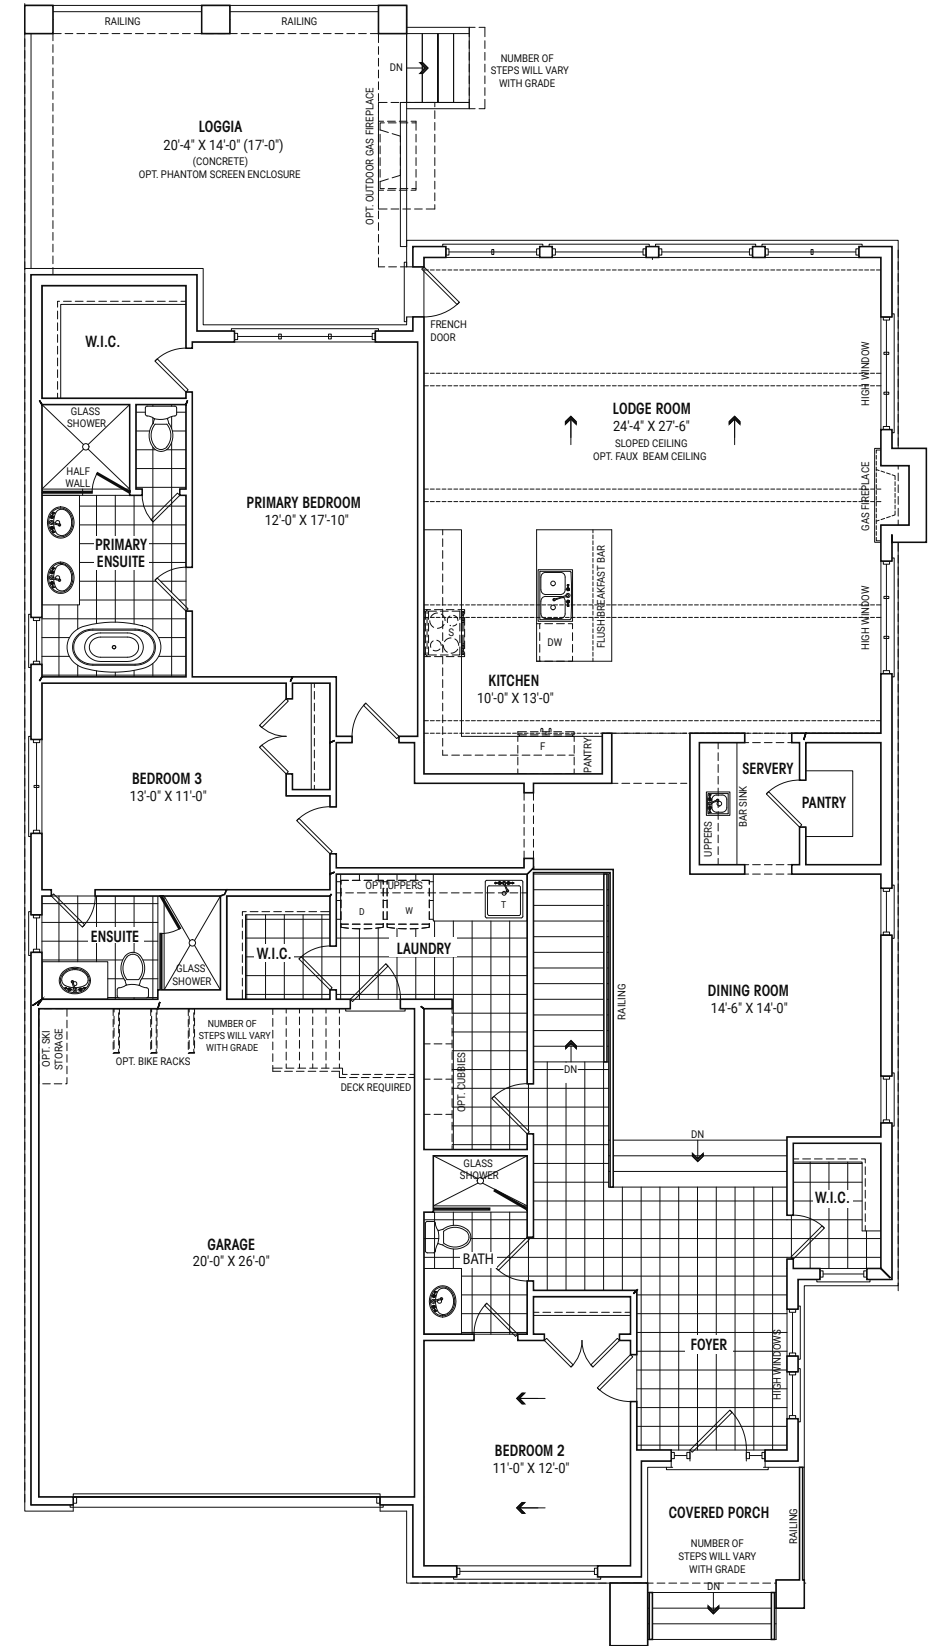 RAILING
RAILING
DN
NUMBER OF
STEPS WILL VARY
WITH GRADE
LOGGIA
20'-4" X 14'-0" (17'-0")
(CONCRETE)
OPT. PHANTOM SCREEN ENCLOSURE
OPT. OUTDOOR GAS FIREPLACE
FRENCH
DOOR
W.I.C.
HIGH WINDOW
GLASS
SHOWER
HALF
WALL
LODGE ROOM
24'-4" X 27'-6"
SLOPED CEILING
OPT. FAUX BEAM CEILING
GAS FIREPLACE
PRIMARY BEDROOM
12'-0" X 17'-10"
PRIMARY
ENSUITE
FLUSH BREAKFAST BAR
HIGH WINDOW
S
DW
KITCHEN
10'-0" X 13'-0"
F
PANTRY
BEDROOM 3
13'-0" X 11'-0"
SERVERY
PANTRY
UPPERS
BAR SINK
OPT. UPPERS
D
W
T
ENSUITE
GLASS
SHOWER
W.I.C.
LAUNDRY
RAILING
DINING ROOM
14'-6" X 14'-0"
OPT. SKI
STORAGE
OPT. BIKE RACKS
NUMBER OF
STEPS WILL VARY
WITH GRADE
DECK REQUIRED
OPT. CUBBIES
DN
DN
GLASS
SHOWER
W.I.C.
BATH
GARAGE
20'-0" X 26'-0"
FOYER
HIGH WINDOWS
BEDROOM 2
11'-0" X 12'-0"
COVERED PORCH
NUMBER OF
STEPS WILL VARY
WITH GRADE
RAILING
DN